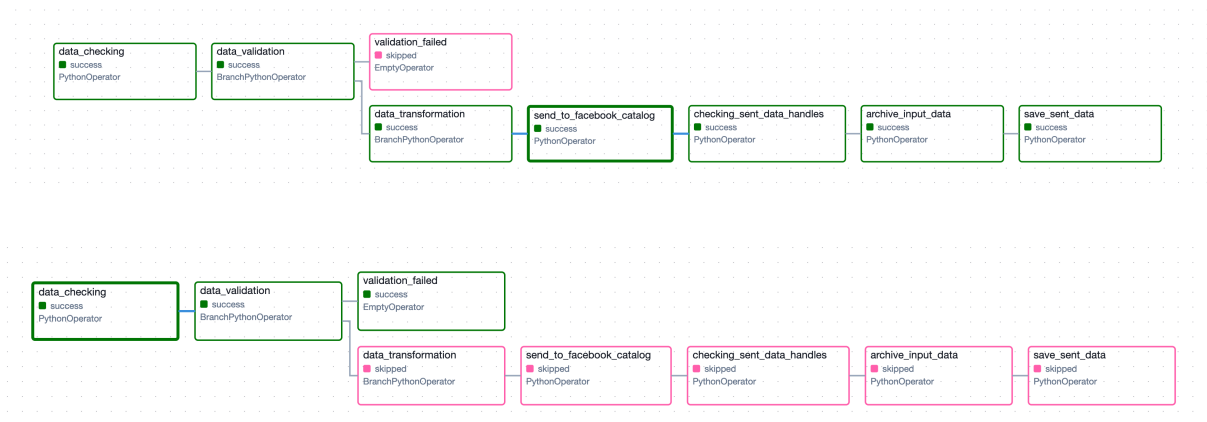 data_checking
success
PythonOperator
data_validation
success
BranchPythonOperator
validation_failed
skipped
EmptyOperator
data_transformation
success
BranchPythonOperator
send_to_facebook_catalog
success
PythonOperator
checking_sent_data_handles
success
PythonOperator
archive_input_data
success
PythonOperator
save_sent_data
success
PythonOperator
data_checking
success
PythonOperator
data_validation
success
BranchPythonOperator
validation_failed
success
EmptyOperator
data_transformation
skipped
BranchPythonOperator
send_to_facebook_catalog
skipped
PythonOperator
checking_sent_data_handles
skipped
PythonOperator
archive_input_data
skipped
PythonOperator
save_sent_data
skipped
PythonOperator